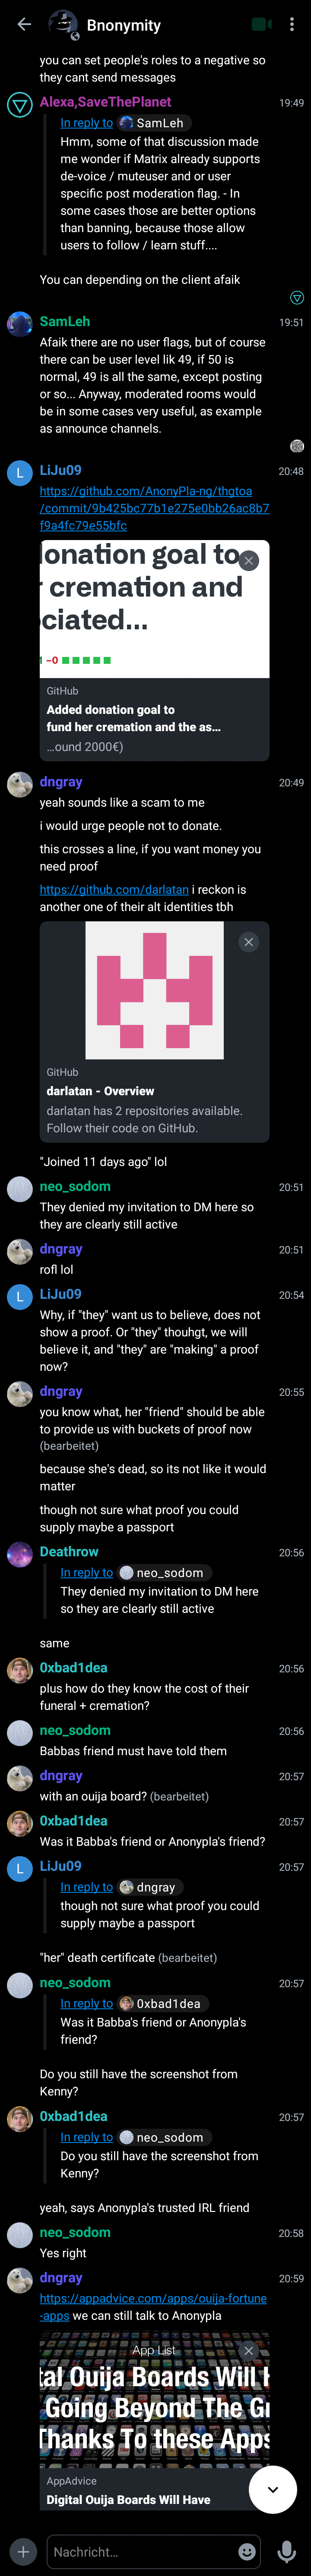 Bnonymity
you can set people's roles to a negative so
they cant send messages
Alexa,SaveThePlanet 19:49
In reply to SamLeh
Hmm, some of that discussion made
me wonder if Matrix already supports
de-voice / muteuser and or user
specific post moderation flag. - In
some cases those are better options
than banning, because those allow
users to follow / learn stuff....
You can depending on the client afaik
SamLeh 19:51
Afaik there are no user flags, but of course
there can be user level lik 49, if 50 is
normal, 49 is all the same, except posting
or so... Anyway, moderated rooms would
be in some cases very useful, as example
as announce channels.
L LiJu09 20:48
https://github.com/AnonyPla-ng/thgtoa
/commit/9b425bc77b1e275e0bb26ac8b7
f9a4fc79e55bfc
donation goal to
r cremation and
ociated...
−0
GitHub
Added donation goal to
fund her cremation and the as...
...ound 2000€)
dngray 20:49
yeah sounds like a scam to me
i would urge people not to donate.
this crosses a line, if you want money you
need proof
https://github.com/darlatan i reckon is
another one of their alt identities tbh
GitHub
darlatan - Overview
darlatan has 2 repositories available.
Follow their code on GitHub.
"Joined 11 days ago" lol
neo_sodom 20:51
They denied my invitation to DM here so
they are clearly still active
dngray 20:51
rofl lol
L LiJu09 20:54
Why, if "they" want us to believe, does not
show a proof. Or "they" thouhgt, we will
believe it, and "they" are "making" a proof
now?
dngray 20:55
you know what, her "friend" should be able
to provide us with buckets of proof now
(bearbeitet)
because she's dead, so its not like it would
matter
though not sure what proof you could
supply maybe a passport
Deathrow 20:56
In reply to neo_sodom
They denied my invitation to DM here
so they are clearly still active
same
0xbad1dea 20:56
plus how do they know the cost of their
funeral + cremation?
neo_sodom 20:56
Babbas friend must have told them
dngray 20:57
with an ouija board? (bearbeitet)
0xbad1dea 20:57
Was it Babba's friend or Anonypla's friend?
L LiJu09 20:57
In reply to dngray
though not sure what proof you could
supply maybe a passport
"her" death certificate (bearbeitet)
neo_sodom 20:57
In reply to 0xbad1dea
Was it Babba's friend or Anonypla's
friend?
Do you still have the screenshot from
Kenny?
0xbad1dea 20:57
In reply to neo_sodom
Do you still have the screenshot from
Kenny?
yeah, says Anonypla's trusted IRL friend
neo_sodom 20:58
Yes right
dngray 20:59
https://appadvice.com/apps/ouija-fortune
-apps we can still talk to Anonypla
App List
tal Ouija Boards Will H
Going Beyond The Gr
Thanks To these Apps
AppAdvice
Digital Ouija Boards Will Have
Nachricht...